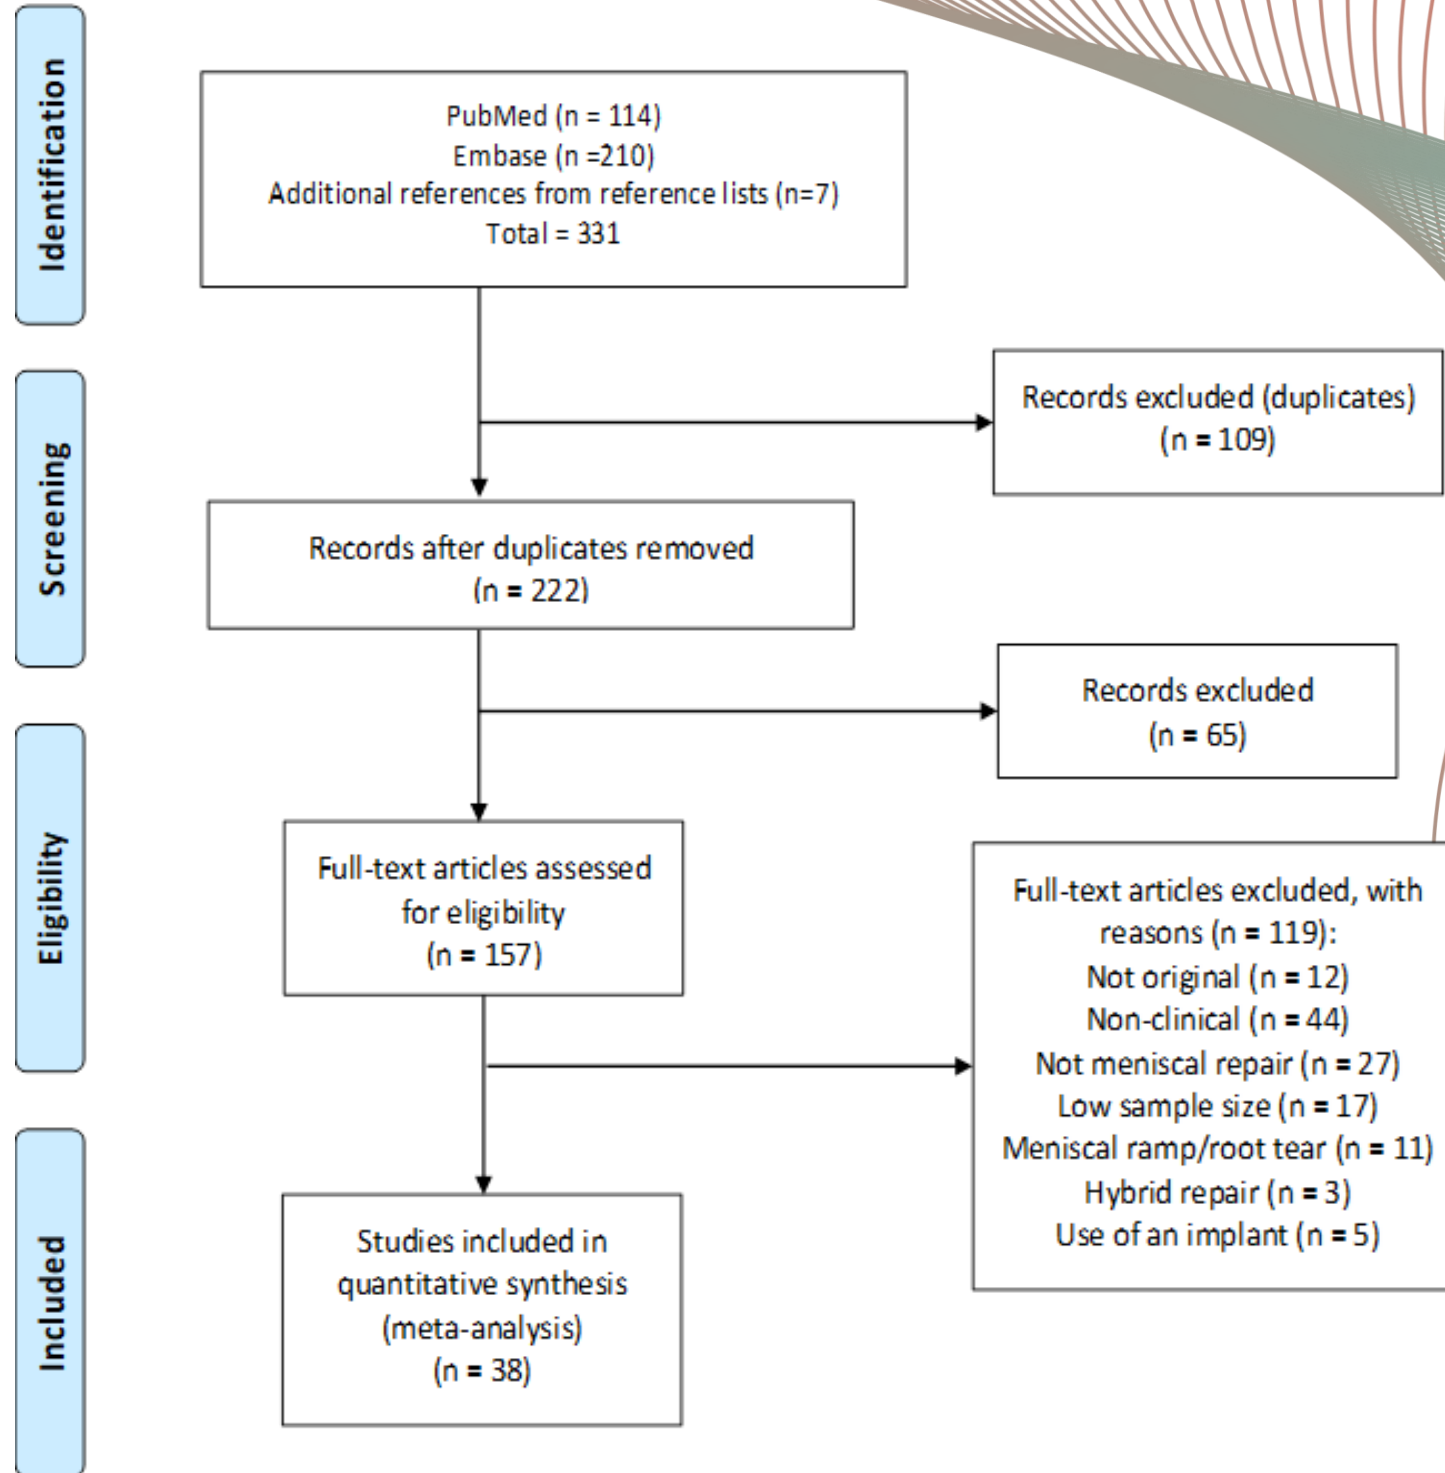 Identification
PubMed (n = 114)
Embase (n =210)
Additional references from reference lists (n=7)
Total = 331
Records excluded (duplicates)
(n = 109)
Screening
Records after duplicates removed
(n = 222)
Records excluded
(n = 65)
Eligibility
Full-text articles assessed
for eligibility
(n = 157)
Full-text articles excluded, with
reasons (n = 119):
Not original (n = 12)
Non-clinical (n = 44)
Not meniscal repair (n = 27)
Low sample size (n = 17)
Meniscal ramp/root tear (n = 11)
Hybrid repair (n = 3)
Use of an implant (n = 5)
Included
Studies included in
quantitative synthesis
(meta-analysis)
(n = 38)